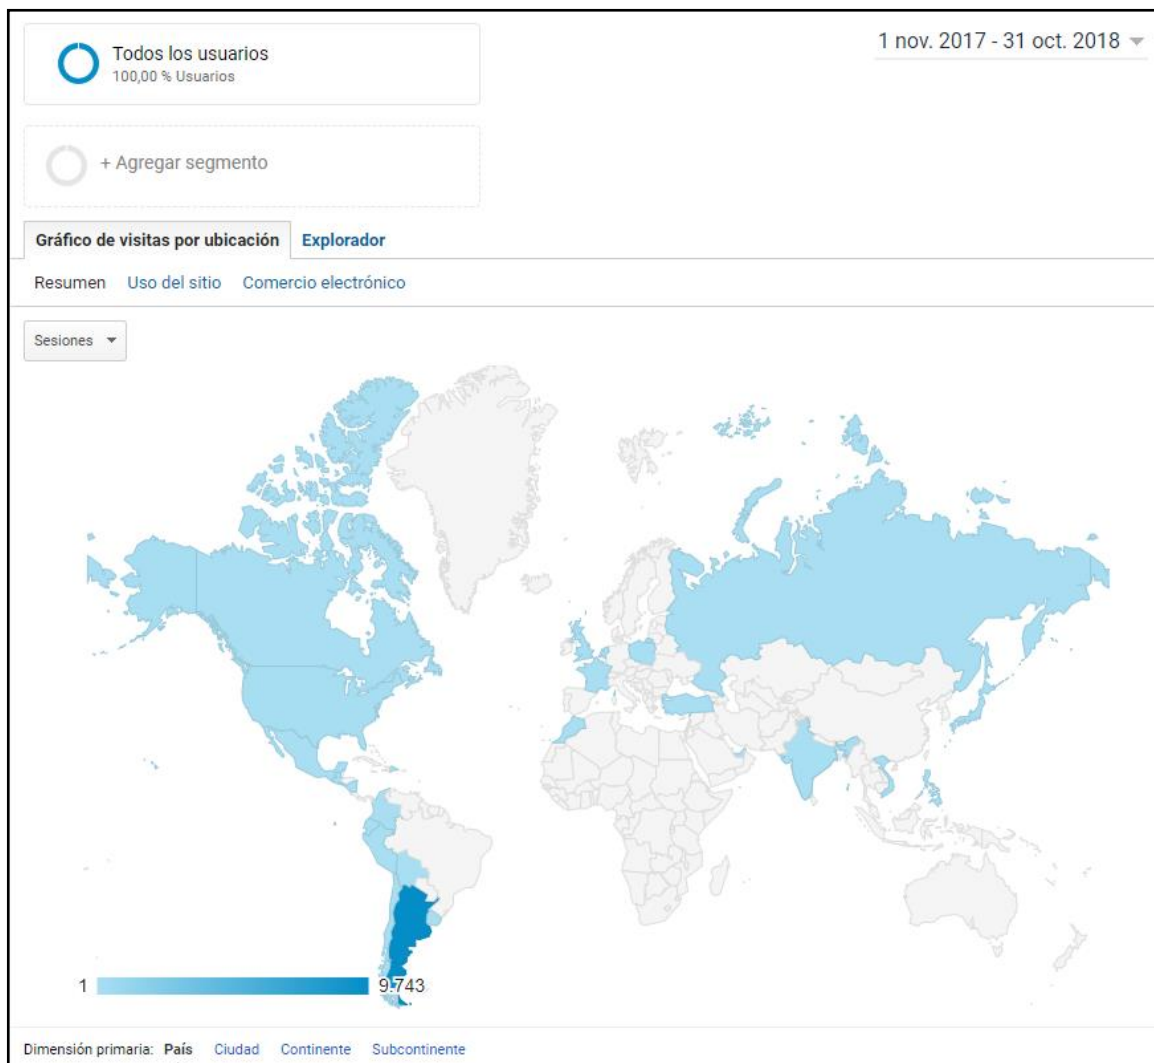 Todos los usuarios
100,00 % Usuarios
1 nov. 2017 - 31 oct. 2018
+ Agregar segmento
Gráfico de visitas por ubicación Explorador
Resumen Uso del sitio Comercio electrónico
Sesiones
1 9.743
Dimensión primaria: País Ciudad Continente Subcontinente